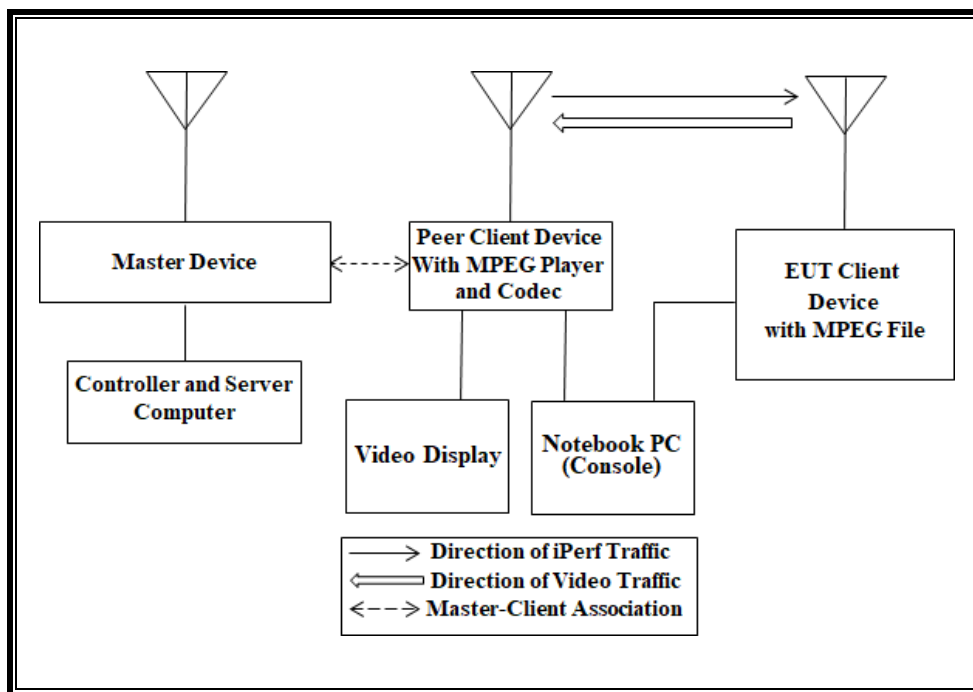 Master Device
Peer Client Device
With MPEG Player
and Codec
EUT Client
Device
with MPEG File
Controller and Server
Computer
Video Display
Notebook PC
(Console)
Direction of iPerf Traffic
Direction of Video Traffic
Master-Client Association